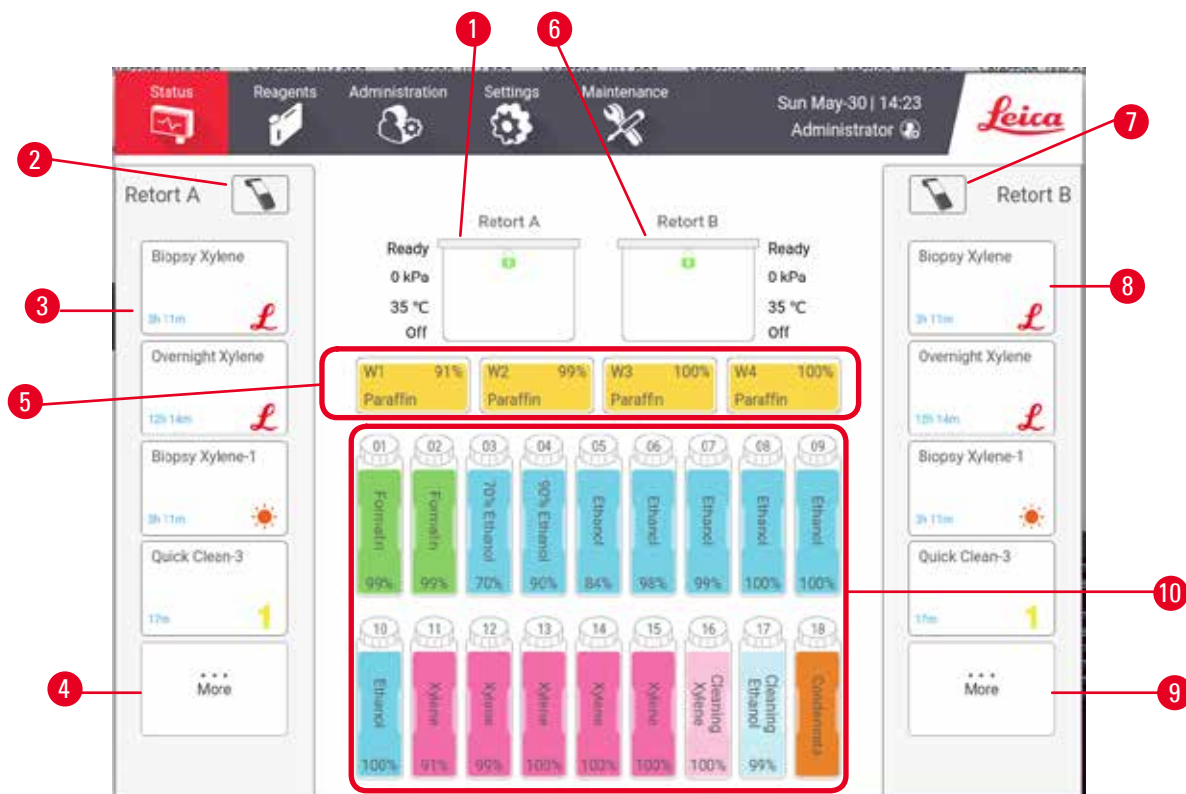 1
6
Status
Reagents
Administration
Settings
Maintenance
Sun May-30 | 14:23
Administrator
Leica
7
2
Retort A
Retort B
Retort A
Retort B
Biopsy Xylene
3h 11m
3
Ready
0 kPa
35 °C
Off
Ready
0 kPa
35 °C
Off
Biopsy Xylene
3h 11m
8
Overnight Xylene
12h 14m
5
W1 91%
Paraffin
W2 99%
Paraffin
W3 100%
Paraffin
W4 100%
Paraffin
Overnight Xylene
12h 14m
Biopsy Xylene-1
3h 11m
Biopsy Xylene-1
3h 11m
01 02 03 04 05 06 07 08 09
Formalin
Formalin
70% Ethanol
90% Ethanol
Ethanol
Ethanol
Ethanol
Ethanol
Ethanol
99% 99% 70% 90% 84% 98% 99% 100% 100%
Quick Clean-3
17m
1
Quick Clean-3
17m
1
10
10 11 12 13 14 15 16 17 18
Ethanol
Xylene
Xylene
Xylene
Xylene
Xylene
Cleaning
Xylene
Cleaning
Ethanol
Condensate
100% 91% 99% 100% 100% 100% 100% 99%
4
... More
... More
9